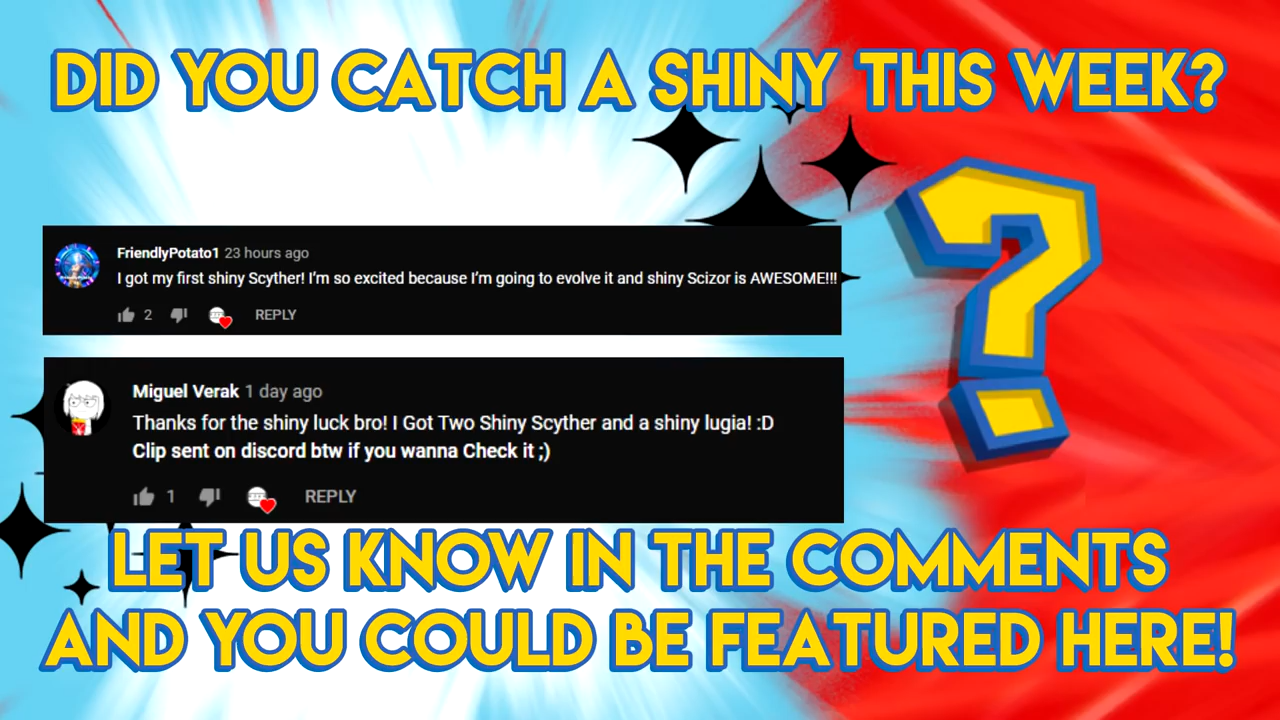 DID YOU CATCH A SHINY THIS WEEK?
FriendlyPotato1 23 hours ago
I got my first shiny Scyther! I'm so excited because I'm going to evolve it and shiny Scizor is AWESOME!!!
2 REPLY
Miguel Verak 1 day ago
Thanks for the shiny luck bro! I Got Two Shiny Scyther and a shiny lugia! :D
Clip sent on discord btw if you wanna Check it ;)
1 REPLY
?
LET US KNOW IN THE COMMENTS
AND YOU COULD BE FEATURED HERE!